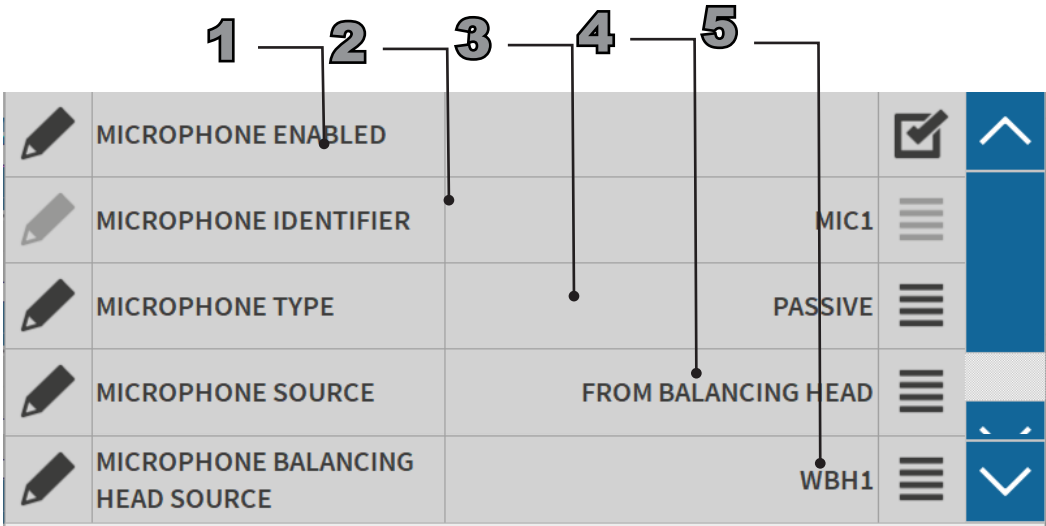 1 2 3 4 5
MICROPHONE ENABLED
MICROPHONE IDENTIFIER MIC1
MICROPHONE TYPE PASSIVE
MICROPHONE SOURCE FROM BALANCING HEAD
MICROPHONE BALANCING
HEAD SOURCE WBH1